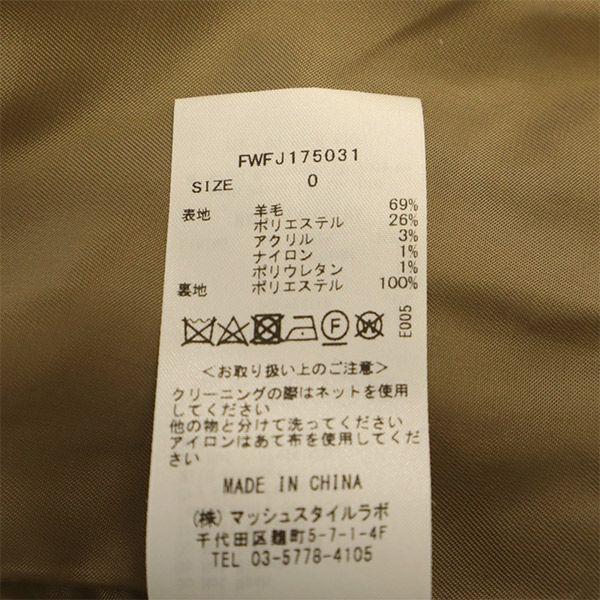 FWFJ175031
SIZE 0
表地 羊毛 69%
ポリエステル 26%
アクリル 3%
ナイロン 1%
ポリウレタン 1%
裏地 ポリエステル 100%
F W E005
<お取り扱い上のご注意>
クリーニングの際はネットを使用
してください
他の物と分けて洗ってください
アイロンはあて布を使用してくださ
い
MADE IN CHINA
(株) マッシュスタイルラボ
千代田区麹町5-7-1-4F
TEL 03-5778-4105